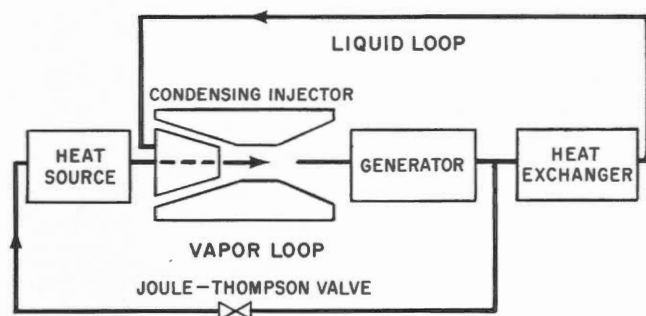 LIQUID LOOP
CONDENSING INJECTOR
HEAT
SOURCE
GENERATOR
HEAT
EXCHANGER
VAPOR LOOP
JOULE-THOMPSON VALVE